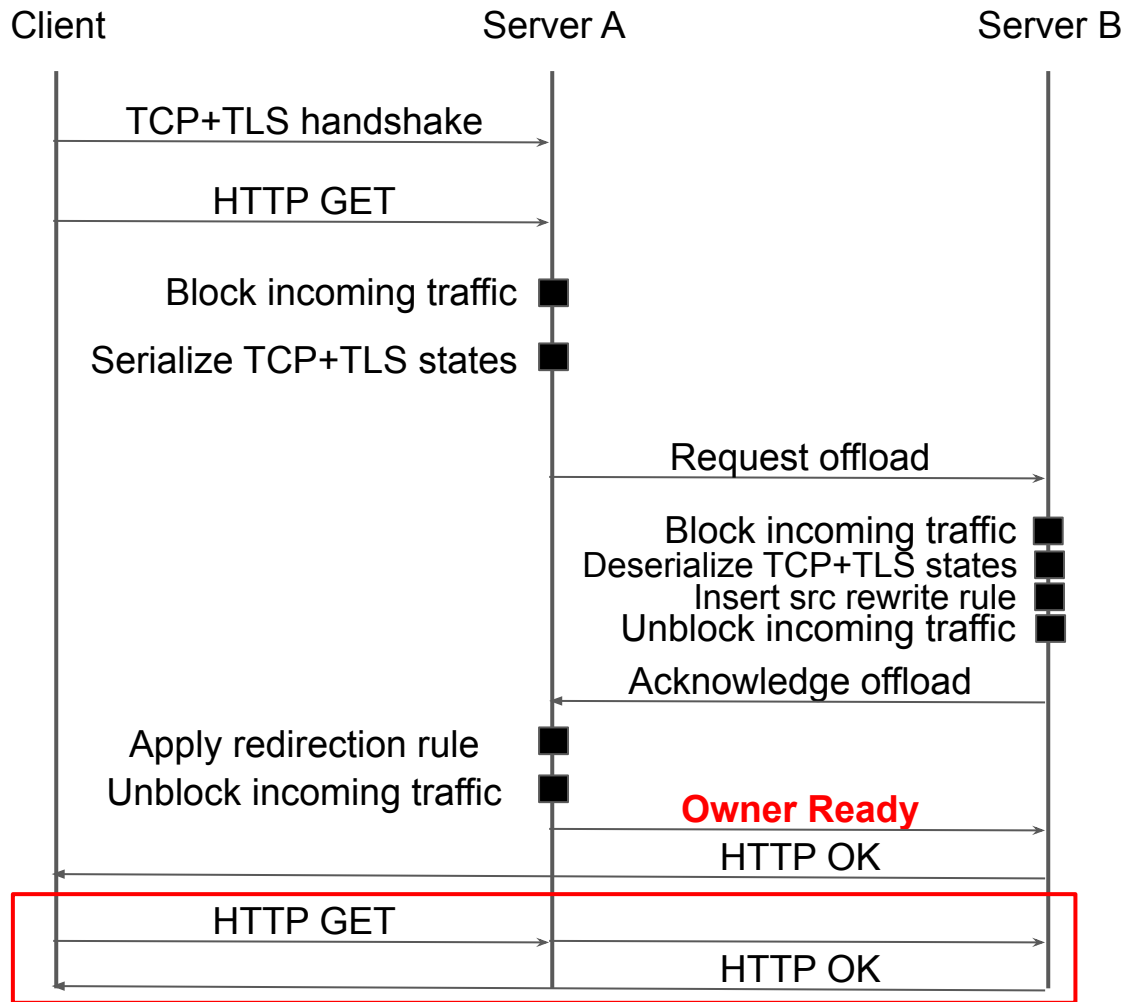 Client
Server A
Server B
TCP+TLS handshake
HTTP GET
Block incoming traffic
Serialize TCP+TLS states
Request offload
Block incoming traffic
Deserialize TCP+TLS states
Insert src rewrite rule
Unblock incoming traffic
Acknowledge offload
Apply redirection rule
Unblock incoming traffic
Owner Ready
HTTP OK
HTTP GET
HTTP OK